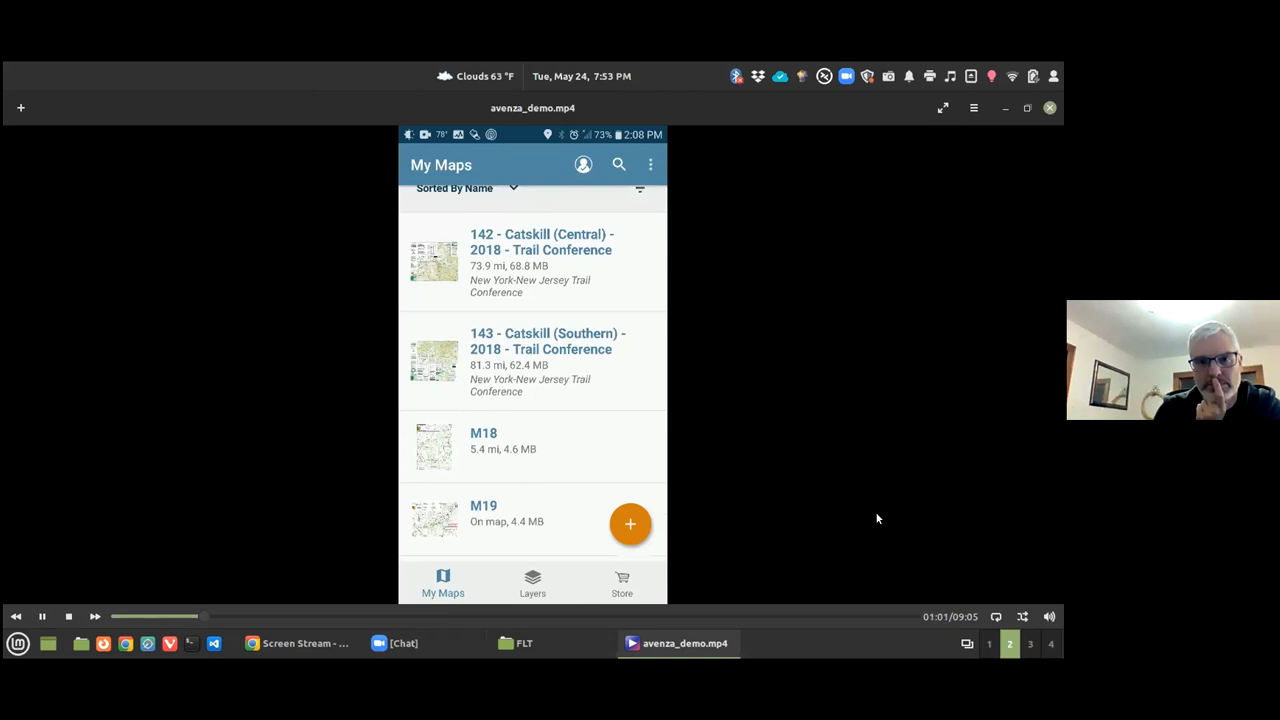 Clouds 63 °F
Tue, May 24, 7:53 PM
avenza_demo.mp4
78° 73% 2:08 PM
My Maps
Sorted By Name
142 - Catskill (Central) -
2018 - Trail Conference
73.9 mi, 68.8 MB
New York-New Jersey Trail
Conference
143 - Catskill (Southern) -
2018 - Trail Conference
81.3 mi, 62.4 MB
New York-New Jersey Trail
Conference
M18
5.4 mi, 4.6 MB
M19
On map, 4.4 MB
My Maps
Layers
Store
01:01/09:05
Screen Stream - ...
[Chat]
FLT
avenza_demo.mp4
1 2 3 4